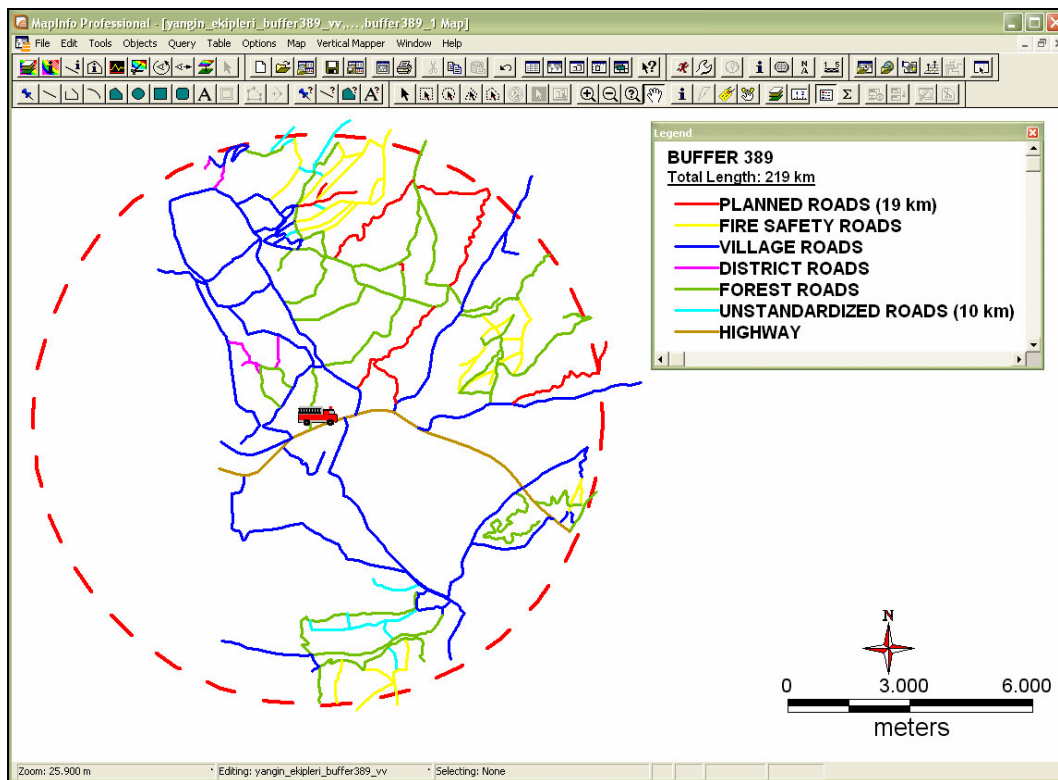 MapInfo Professional - [yangin_ekipleri_buffer389_vv,...,buffer389_1 Map]
File Edit Tools Objects Query Table Options Map Vertical Mapper Window Help
Legend
BUFFER 389
Total Length: 219 km
PLANNED ROADS (19 km)
FIRE SAFETY ROADS
VILLAGE ROADS
DISTRICT ROADS
FOREST ROADS
UNSTANDARDIZED ROADS (10 km)
HIGHWAY
N
0 3.000 6.000
meters
Zoom: 25.900 m Editing: yangin_ekipleri_buffer389_vv Selecting: None